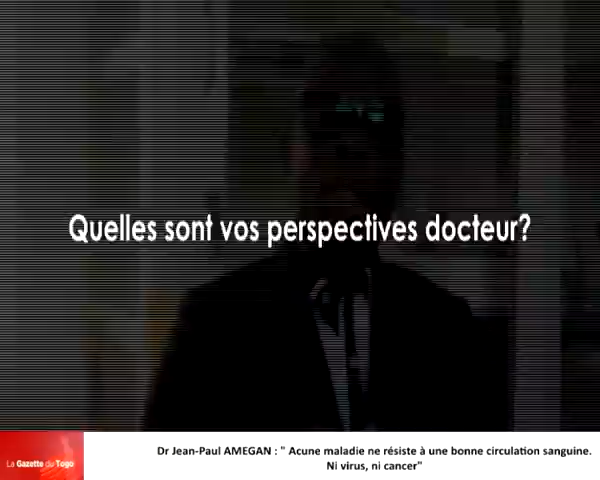 Quelles sont vos perspectives docteur?
La Gazette du Togo
Dr Jean-Paul AMEGAN : " Acune maladie ne résiste à une bonne circulation sanguine.
Ni virus, ni cancer"